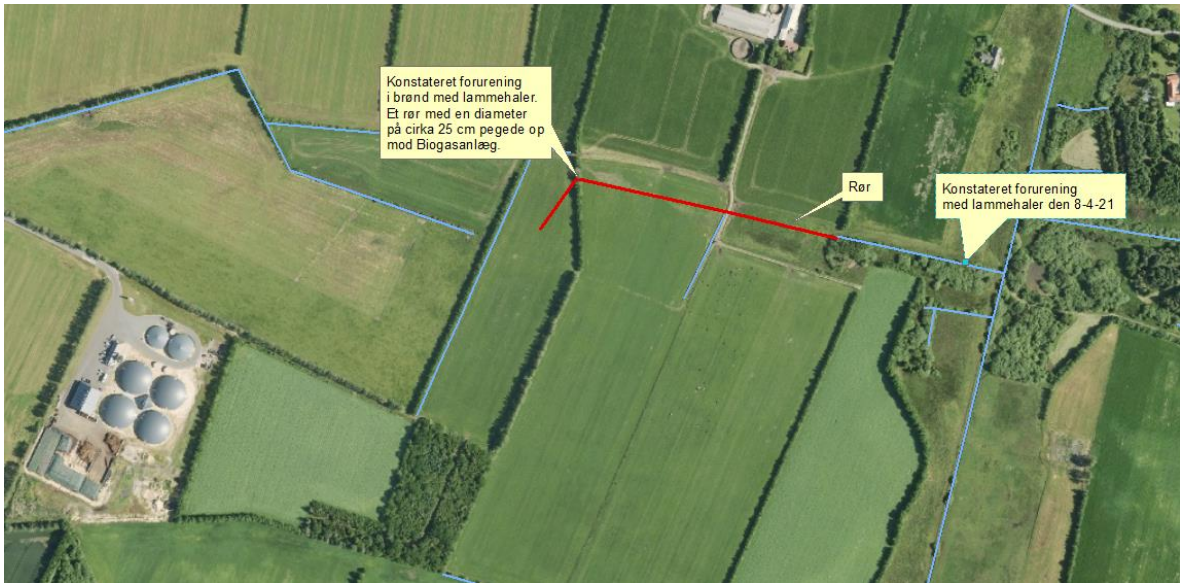 Konstateret forurening
i brønd med lammehaler.
Et rør med en diameter
på cirka 25 cm pegede op
mod Biogasanlæg.
Rør
Konstateret forurening
med lammehaler den 8-4-21